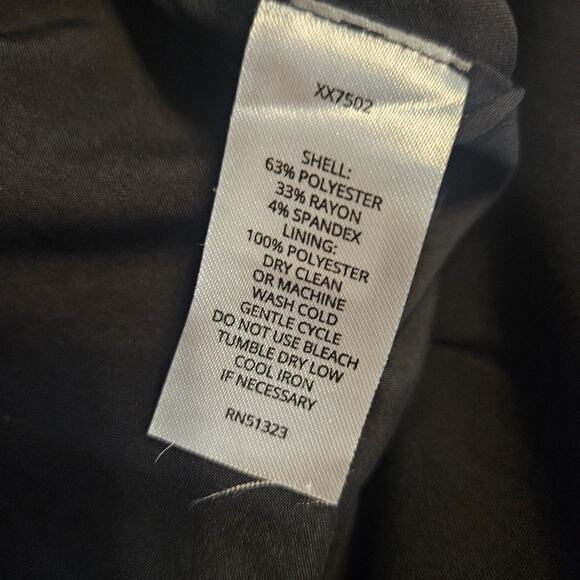 XX7502
SHELL:
63% POLYESTER
33% RAYON
4% SPANDEX
LINING:
100% POLYESTER
DRY CLEAN
OR MACHINE
WASH COLD
GENTLE CYCLE
DO NOT USE BLEACH
TUMBLE DRY LOW
COOL IRON
IF NECESSARY
RN51323